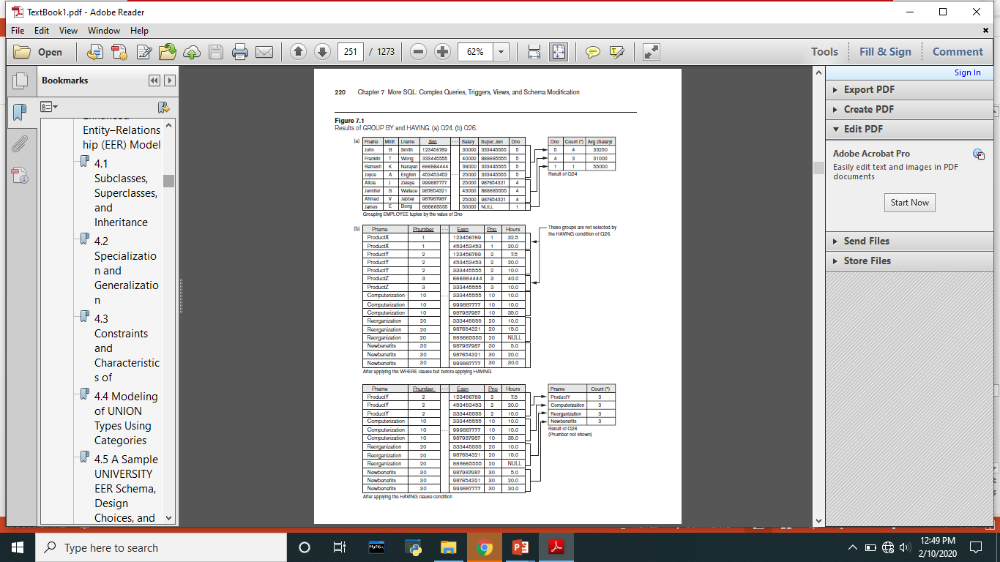 TextBook1.pdf - Adobe Reader
File Edit View Window Help
Open 251 / 1273 62% Tools Fill & Sign Comment
Sign In
Bookmarks
Enhanced
Entity–Relations
hip (EER) Model
4.1
Subclasses,
Superclasses,
and
Inheritance
4.2
Specializatio
n and
Generalizatio
n
4.3
Constraints
and
Characteristic
s of
4.4 Modeling
of UNION
Types Using
Categories
4.5 A Sample
UNIVERSITY
EER Schema,
Design
Choices, and
220 Chapter 7 More SQL: Complex Queries, Triggers, Views, and Schema Modification
Figure 7.1
Results of GROUP BY and HAVING. (a) Q24. (b) Q26.
(a) Fname Minit Lname Ssn ··· Salary Super_ssn Dno
John B Smith 123456789 30000 333445555 5
Franklin T Wong 333445555 40000 888665555 5
Ramesh K Narayan 666884444 38000 333445555 5
Joyce A English 453453453 ··· 25000 333445555 5
Alicia J Zelaya 999887777 25000 987654321 4
Jennifer S Wallace 987654321 43000 888665555 4
Ahmed V Jabbar 987987987 25000 987654321 4
James E Bong 888665555 55000 NULL 1
Grouping EMPLOYEE tuples by the value of Dno
Dno Count (*) Avg (Salary)
5 4 33250
4 3 31000
1 1 55000
Result of Q24
(b) Pname Pnumber ··· Essn Pno Hours
ProductX 1 123456789 1 32.5
ProductX 1 453453453 1 20.0
ProductY 2 123456789 2 7.5
ProductY 2 453453453 2 20.0
ProductY 2 333445555 2 10.0
ProductZ 3 666884444 3 40.0
ProductZ 3 333445555 3 10.0
Computerization 10 ··· 333445555 10 10.0
Computerization 10 999887777 10 10.0
Computerization 10 987987987 10 35.0
Reorganization 20 333445555 20 10.0
Reorganization 20 987654321 20 15.0
Reorganization 20 888665555 20 NULL
Newbenefits 30 987987987 30 5.0
Newbenefits 30 987654321 30 20.0
Newbenefits 30 999887777 30 30.0
After applying the WHERE clause but before applying HAVING
These groups are not selected by
the HAVING condition of Q26.
Pname Pnumber ··· Essn Pno Hours
ProductY 2 123456789 2 7.5
ProductY 2 453453453 2 20.0
ProductY 2 333445555 2 10.0
Computerization 10 333445555 10 10.0
Computerization 10 ··· 999887777 10 10.0
Computerization 10 987987987 10 35.0
Reorganization 20 333445555 20 10.0
Reorganization 20 987654321 20 15.0
Reorganization 20 888665555 20 NULL
Newbenefits 30 987987987 30 5.0
Newbenefits 30 987654321 30 20.0
Newbenefits 30 999887777 30 30.0
After applying the HAVING clause condition
Pname Count (*)
ProductY 3
Computerization 3
Reorganization 3
Newbenefits 3
Result of Q26
(Pnumber not shown)
Export PDF
Create PDF
Edit PDF
Adobe Acrobat Pro
Easily edit text and images in PDF
documents
Start Now
Send Files
Store Files
Type here to search
12:49 PM
2/10/2020